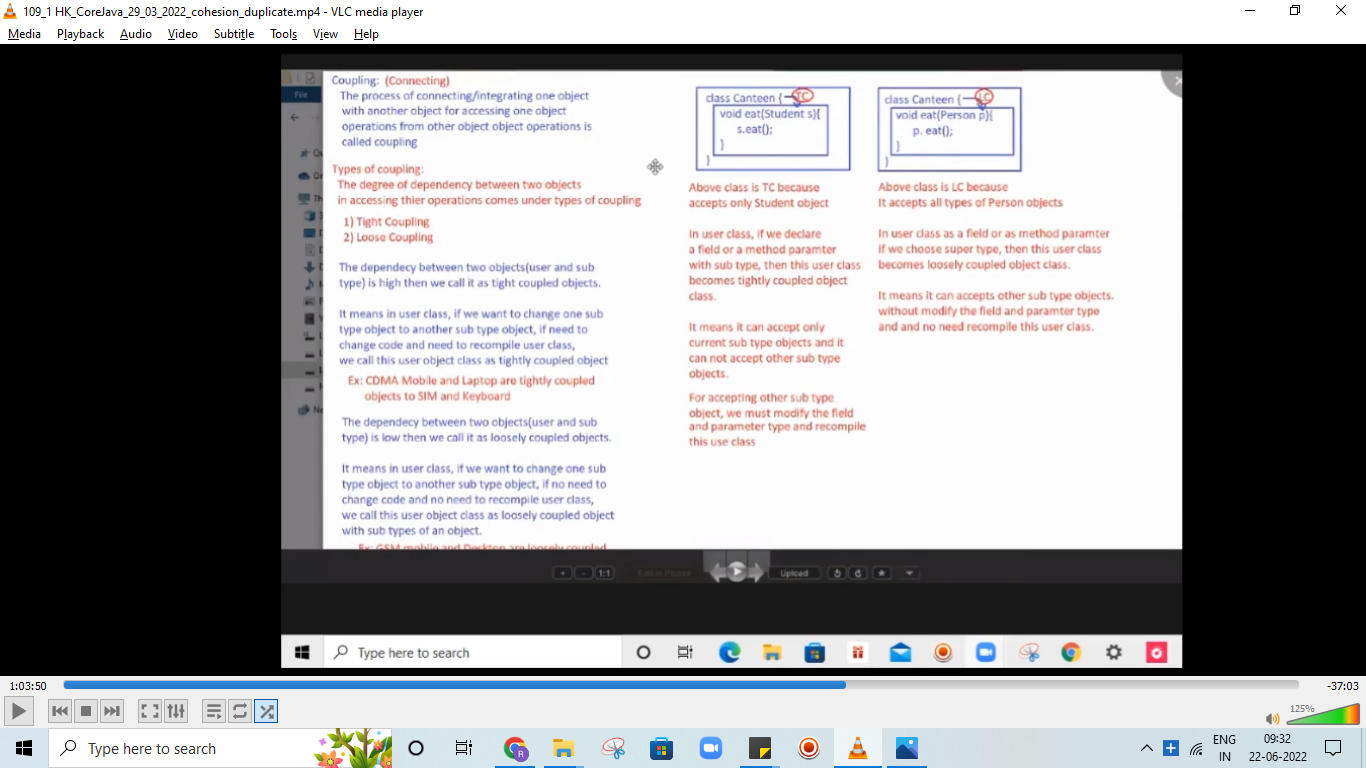 109_1 HK_CoreJava_29_03_2022_cohesion_duplicate.mp4 - VLC media player
Media Playback Audio Video Subtitle Tools View Help
File
Coupling: (Connecting)
The process of connecting/integrating one object
with another object for accessing one object
operations from other object object operations is
called coupling
Types of coupling:
The degree of dependency between two objects
in accessing thier operations comes under types of coupling
1) Tight Coupling
2) Loose Coupling
The dependecy between two objects(user and sub
type) is high then we call it as tight coupled objects.
It means in user class, if we want to change one sub
type object to another sub type object, if need to
change code and need to recompile user class,
we call this user object class as tightly coupled object
Ex: CDMA Mobile and Laptop are tightly coupled
objects to SIM and Keyboard
The dependecy between two objects(user and sub
type) is low then we call it as loosely coupled objects.
It means in user class, if we want to change one sub
type object to another sub type object, if no need to
change code and no need to recompile user class,
we call this user object class as loosely coupled object
with sub types of an object.
Ex: GSM mobile and Desktop are loosely coupled
class Canteen { TC
void eat(Student s){
s.eat();
}
}
Above class is TC because
accepts only Student object
In user class, if we declare
a field or a method paramter
with sub type, then this user class
becomes tightly coupled object
class.
It means it can accept only
current sub type objects and it
can not accept other sub type
objects.
For accepting other sub type
object, we must modify the field
and parameter type and recompile
this use class
class Canteen { LC
void eat(Person p){
p. eat();
}
}
Above class is LC because
It accepts all types of Person objects
In user class as a field or as method paramter
if we choose super type, then this user class
becomes loosely coupled object class.
It means it can accepts other sub type objects.
without modify the field and paramter type
and and no need recompile this user class.
+ - 1:1 Edit in Picasa Upload
Type here to search
1:03:50 -37:03
125%
Type here to search
ENG
IN
09:32
22-06-2022